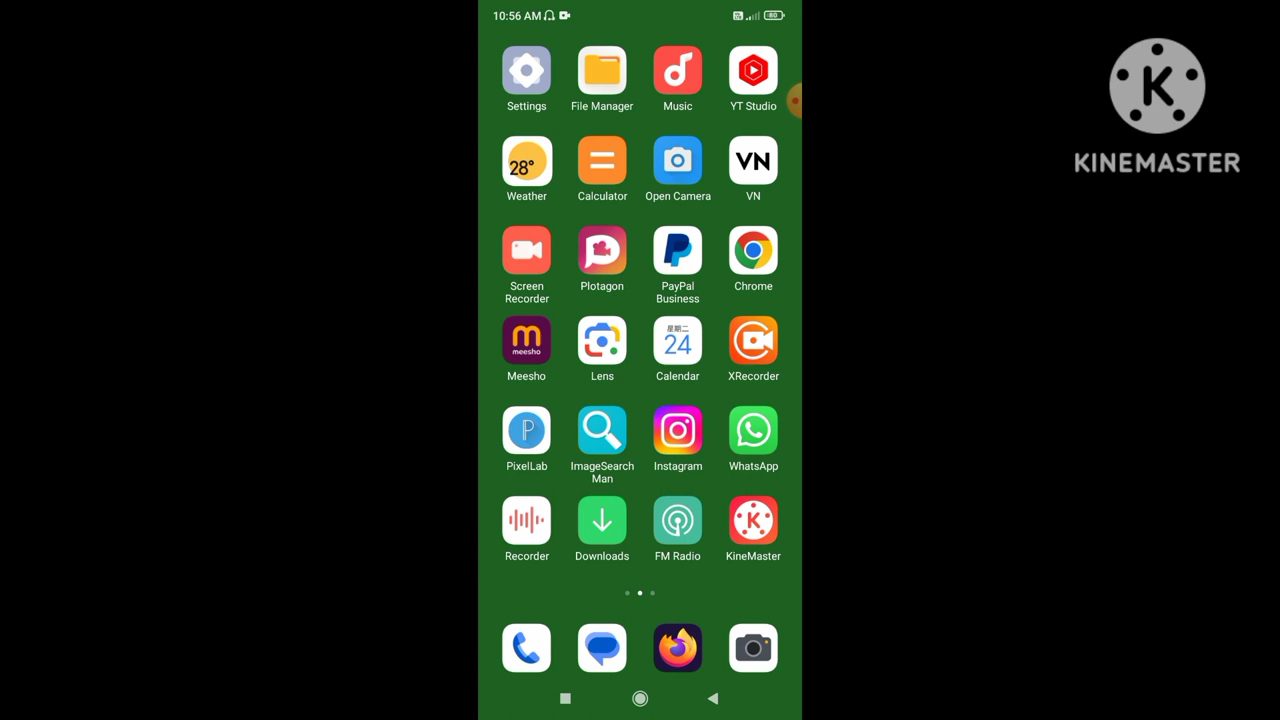 10:56 AM
80
Settings File Manager Music YT Studio
28°
VN
Weather Calculator Open Camera VN
Screen Recorder Plotagon PayPal Business Chrome
meesho
星期二
24
Meesho Lens Calendar XRecorder
P
PixelLab ImageSearch Man Instagram WhatsApp
K
Recorder Downloads FM Radio KineMaster
K
KINEMASTER